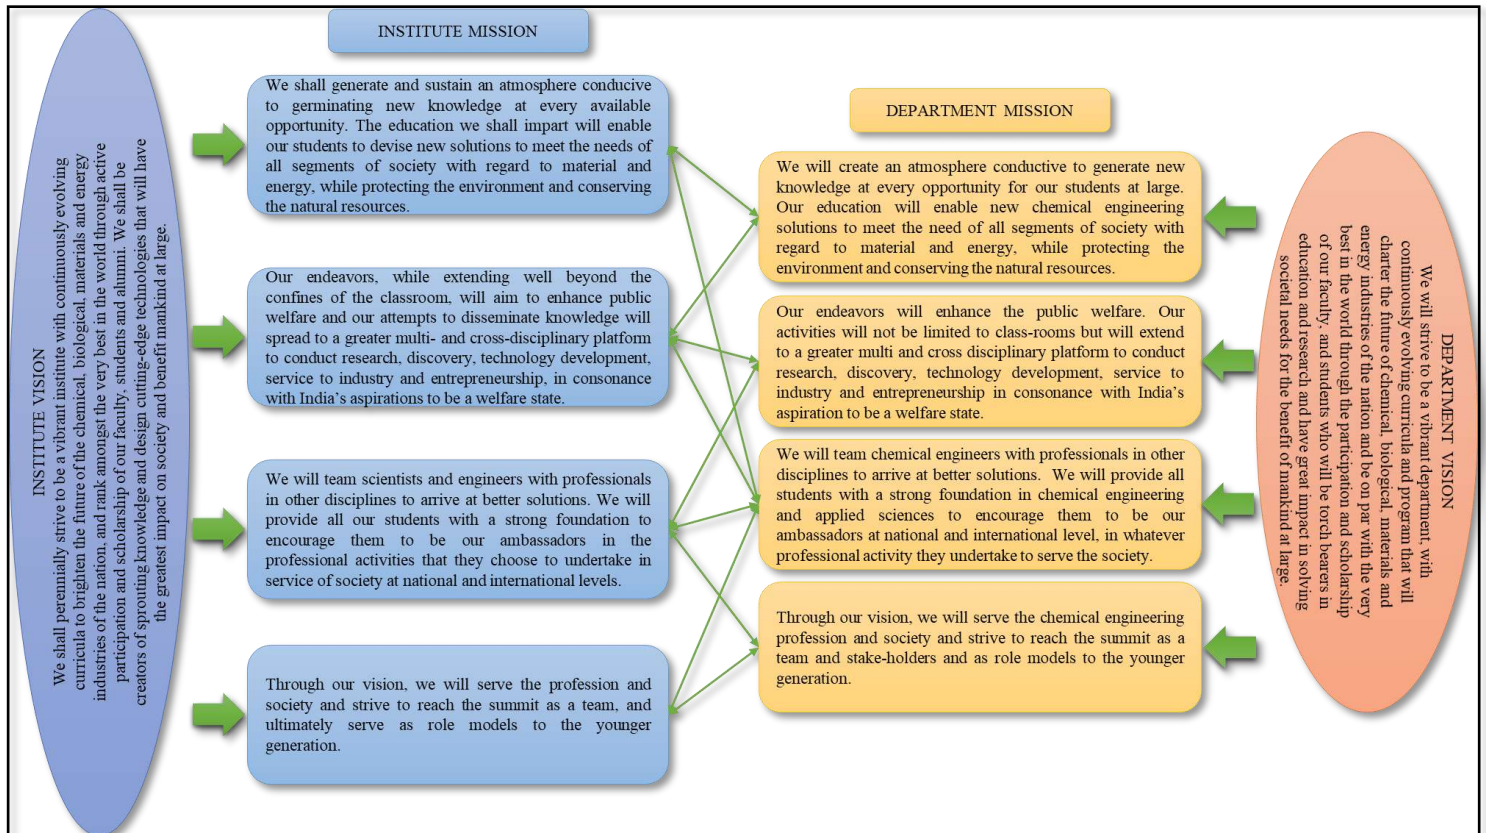 INSTITUTE VISION
We shall perennially strive to be a vibrant institute with continuously evolving
curricula to brighten the future of the chemical, biological, materials and energy
industries of the nation, and rank amongst the very best in the world through active
participation and scholarship of our faculty, students and alumni. We shall be
creators of sprouting knowledge and design cutting-edge technologies that will have
the greatest impact on society and benefit mankind at large.
INSTITUTE MISSION
We shall generate and sustain an atmosphere conducive
to germinating new knowledge at every available
opportunity. The education we shall impart will enable
our students to devise new solutions to meet the needs of
all segments of society with regard to material and
energy, while protecting the environment and conserving
the natural resources.
Our endeavors, while extending well beyond the
confines of the classroom, will aim to enhance public
welfare and our attempts to disseminate knowledge will
spread to a greater multi- and cross-disciplinary platform
to conduct research, discovery, technology development,
service to industry and entrepreneurship, in consonance
with India’s aspirations to be a welfare state.
We will team scientists and engineers with professionals
in other disciplines to arrive at better solutions. We will
provide all our students with a strong foundation to
encourage them to be our ambassadors in the
professional activities that they choose to undertake in
service of society at national and international levels.
Through our vision, we will serve the profession and
society and strive to reach the summit as a team, and
ultimately serve as role models to the younger
generation.
DEPARTMENT MISSION
We will create an atmosphere conductive to generate new
knowledge at every opportunity for our students at large.
Our education will enable new chemical engineering
solutions to meet the need of all segments of society with
regard to material and energy, while protecting the
environment and conserving the natural resources.
Our endeavors will enhance the public welfare. Our
activities will not be limited to class-rooms but will extend
to a greater multi and cross disciplinary platform to conduct
research, discovery, technology development, service to
industry and entrepreneurship in consonance with India’s
aspiration to be a welfare state.
We will team chemical engineers with professionals in other
disciplines to arrive at better solutions. We will provide all
students with a strong foundation in chemical engineering
and applied sciences to encourage them to be our
ambassadors at national and international level, in whatever
professional activity they undertake to serve the society.
Through our vision, we will serve the chemical engineering
profession and society and strive to reach the summit as a
team and stake-holders and as role models to the younger
generation.
DEPARTMENT VISION
We will strive to be a vibrant department, with
continuously evolving curricula and program that will
charter the future of chemical, biological, materials and
energy industries of the nation and be on par with the very
best in the world through the participation and scholarship
of our faculty, and students who will be torch bearers in
education and research and have great impact in solving
societal needs for the benefit of mankind at large.